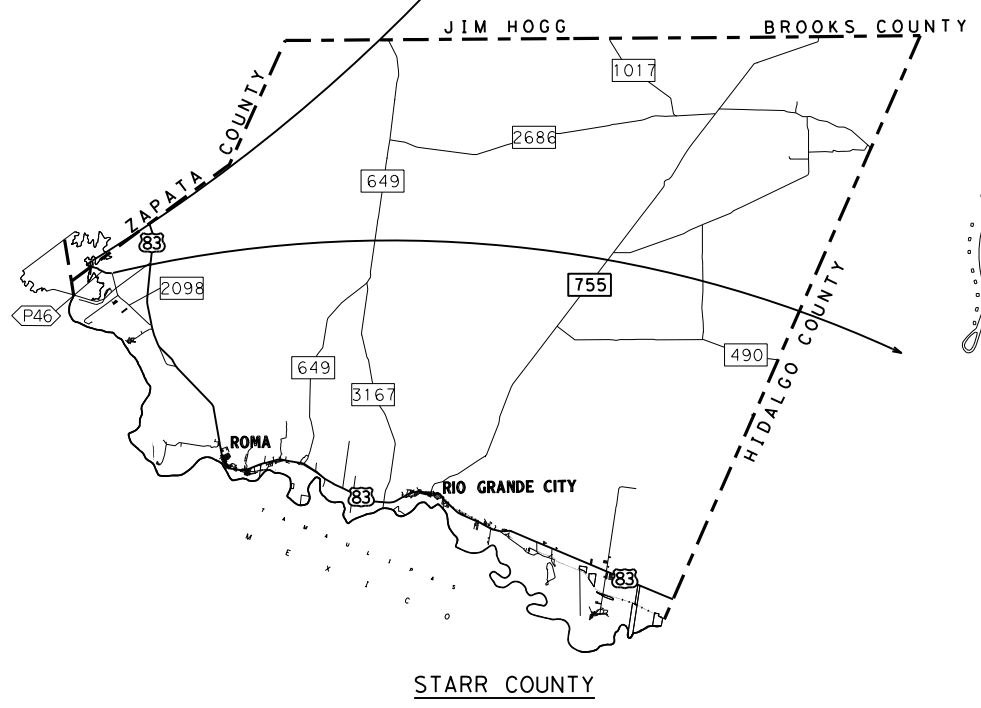 JIM HOGG
BROOKS COUNTY
1017
ZAPATA COUNTY
2686
649
83
755
2098
P46
HIDALGO COUNTY
490
649
3167
ROMA
83
RIO GRANDE CITY
TAMAULIPAS
MEXICO
83
STARR COUNTY